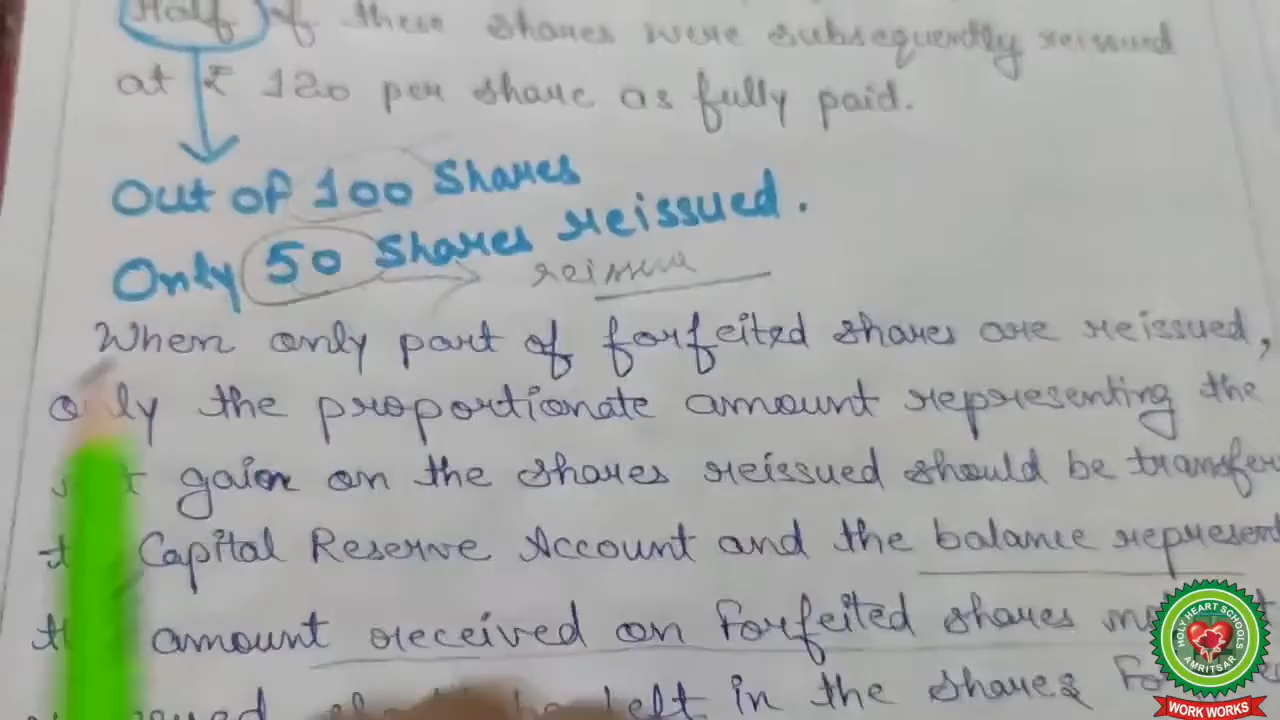 Half of these shares were subsequently reissued
at ₹ 120 per share as fully paid.
Out of 100 Shares
Only 50 Shares reissued.
reissue
When only part of forfeited shares are reissued,
only the proportionate amount representing the
gain on the shares reissued should be transfer
Capital Reserve Account and the balance represent
amount received on forfeited shares
left in the shares
HOLY HEART SCHOOLS
AMRITSAR
WORK WORKS